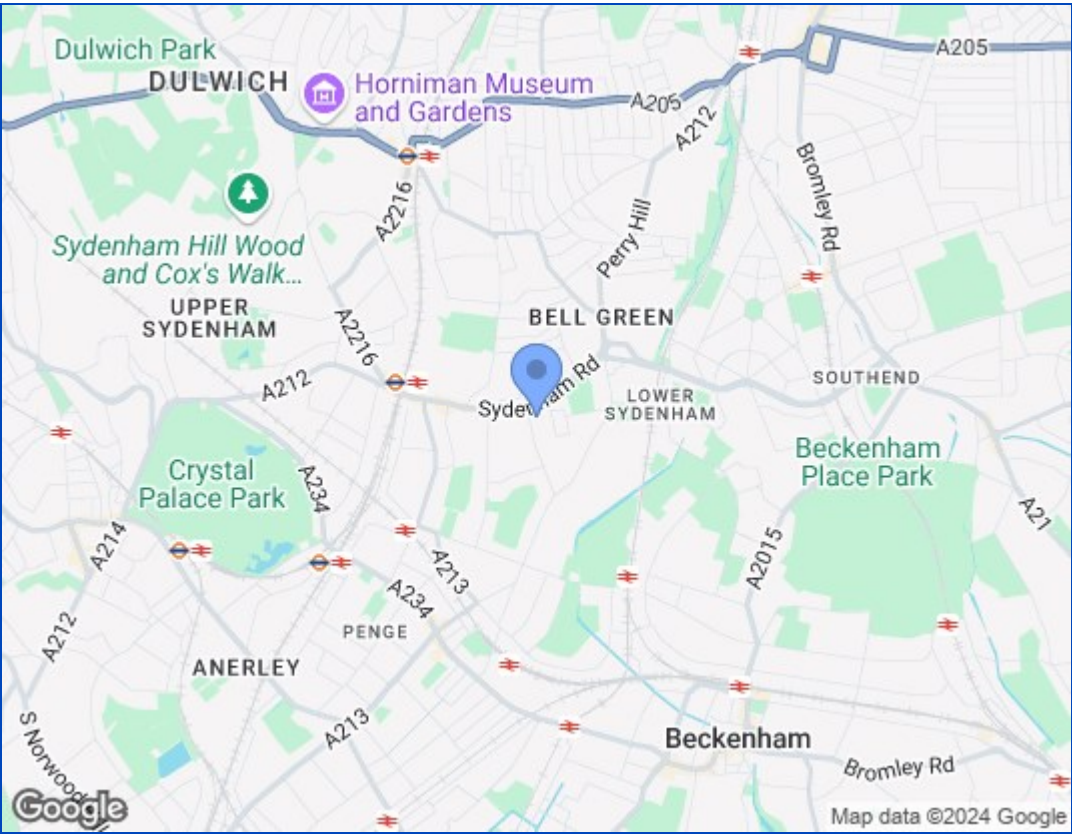 Dulwich Park
DULWICH
Horniman Museum
and Gardens
A205
A205
A212
A2216
Bromley Rd
Perry Hill
Sydenham Hill Wood
and Cox's Walk...
UPPER
SYDENHAM
A2216
BELL GREEN
A212
Sydenham Rd
LOWER
SYDENHAM
SOUTHEND
Crystal
Palace Park
A234
Beckenham
Place Park
A21
A214
A2015
A213
A234
A212
PENGE
ANERLEY
A213
Beckenham
Bromley Rd
S Norwood
Google
Map data ©2024 Google